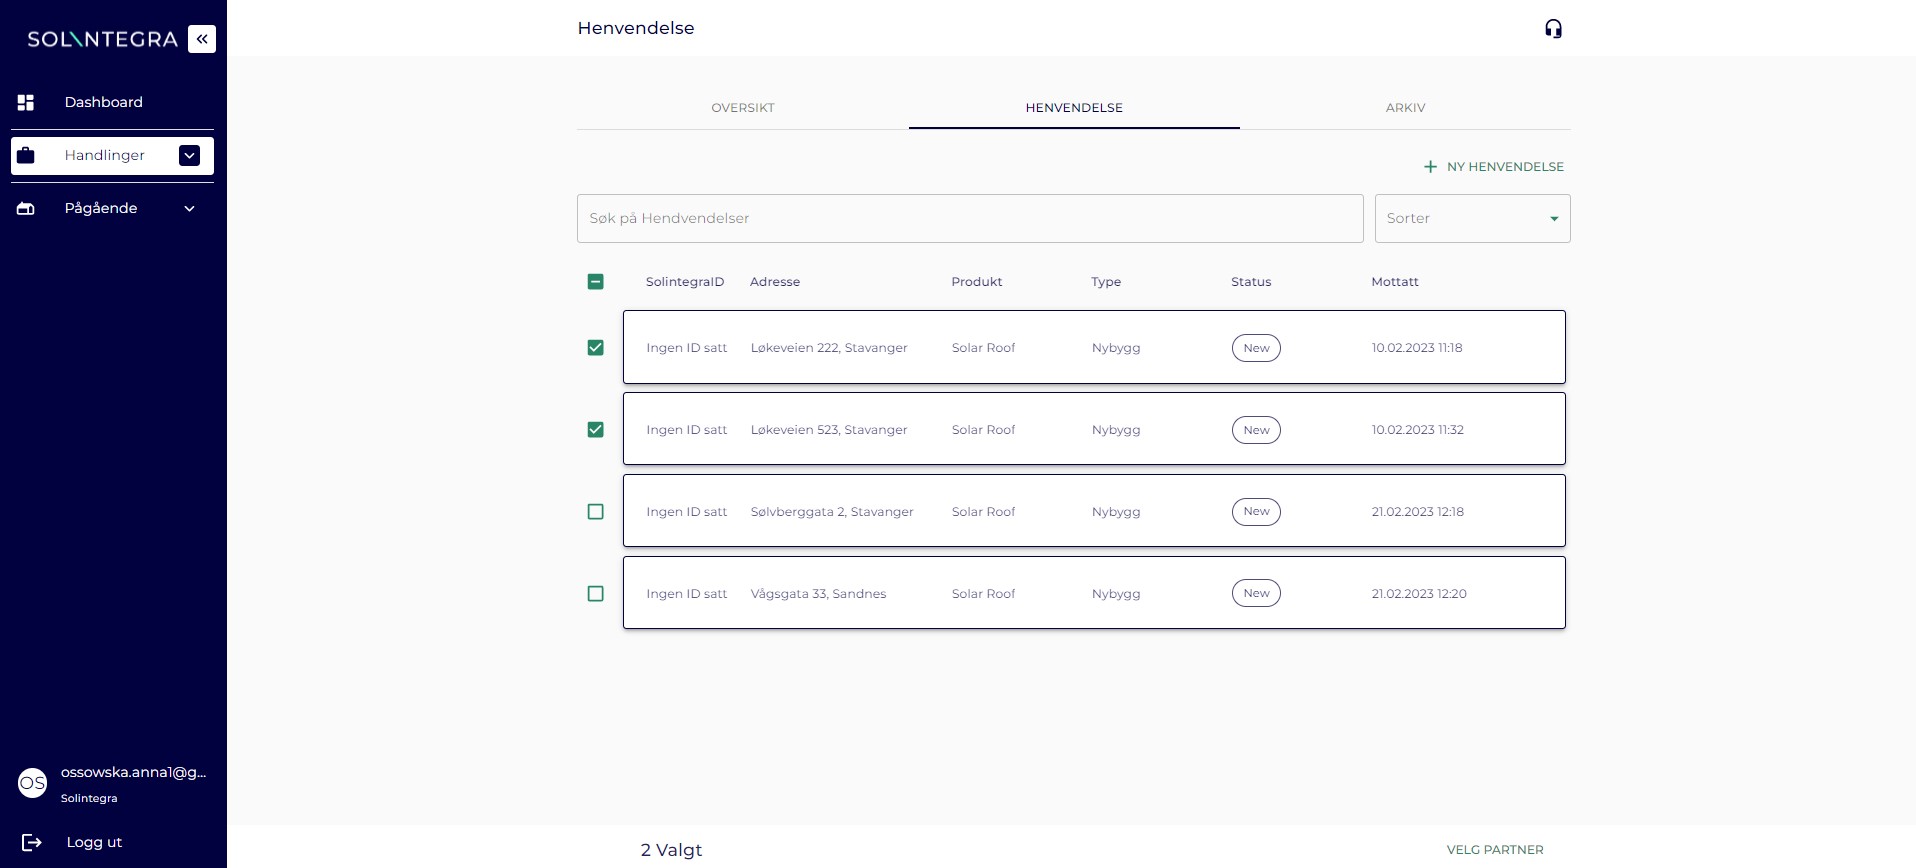 SOLINTEGRA
Dashboard
Handlinger
Pågående
Henvendelse
OVERSIKT
HENVENDELSE
ARKIV
NY HENVENDELSE
Søk på Hendvendelser
Sorter
SolintegraID Adresse Produkt Type Status Mottatt
Ingen ID satt Løkeveien 222, Stavanger Solar Roof Nybygg New 10.02.2023 11:18
Ingen ID satt Løkeveien 523, Stavanger Solar Roof Nybygg New 10.02.2023 11:32
Ingen ID satt Sølvberggata 2, Stavanger Solar Roof Nybygg New 21.02.2023 12:18
Ingen ID satt Vågsgata 33, Sandnes Solar Roof Nybygg New 21.02.2023 12:20
OS
ossowska.anna1@g...
Solintegra
Logg ut
2 Valgt
VELG PARTNER